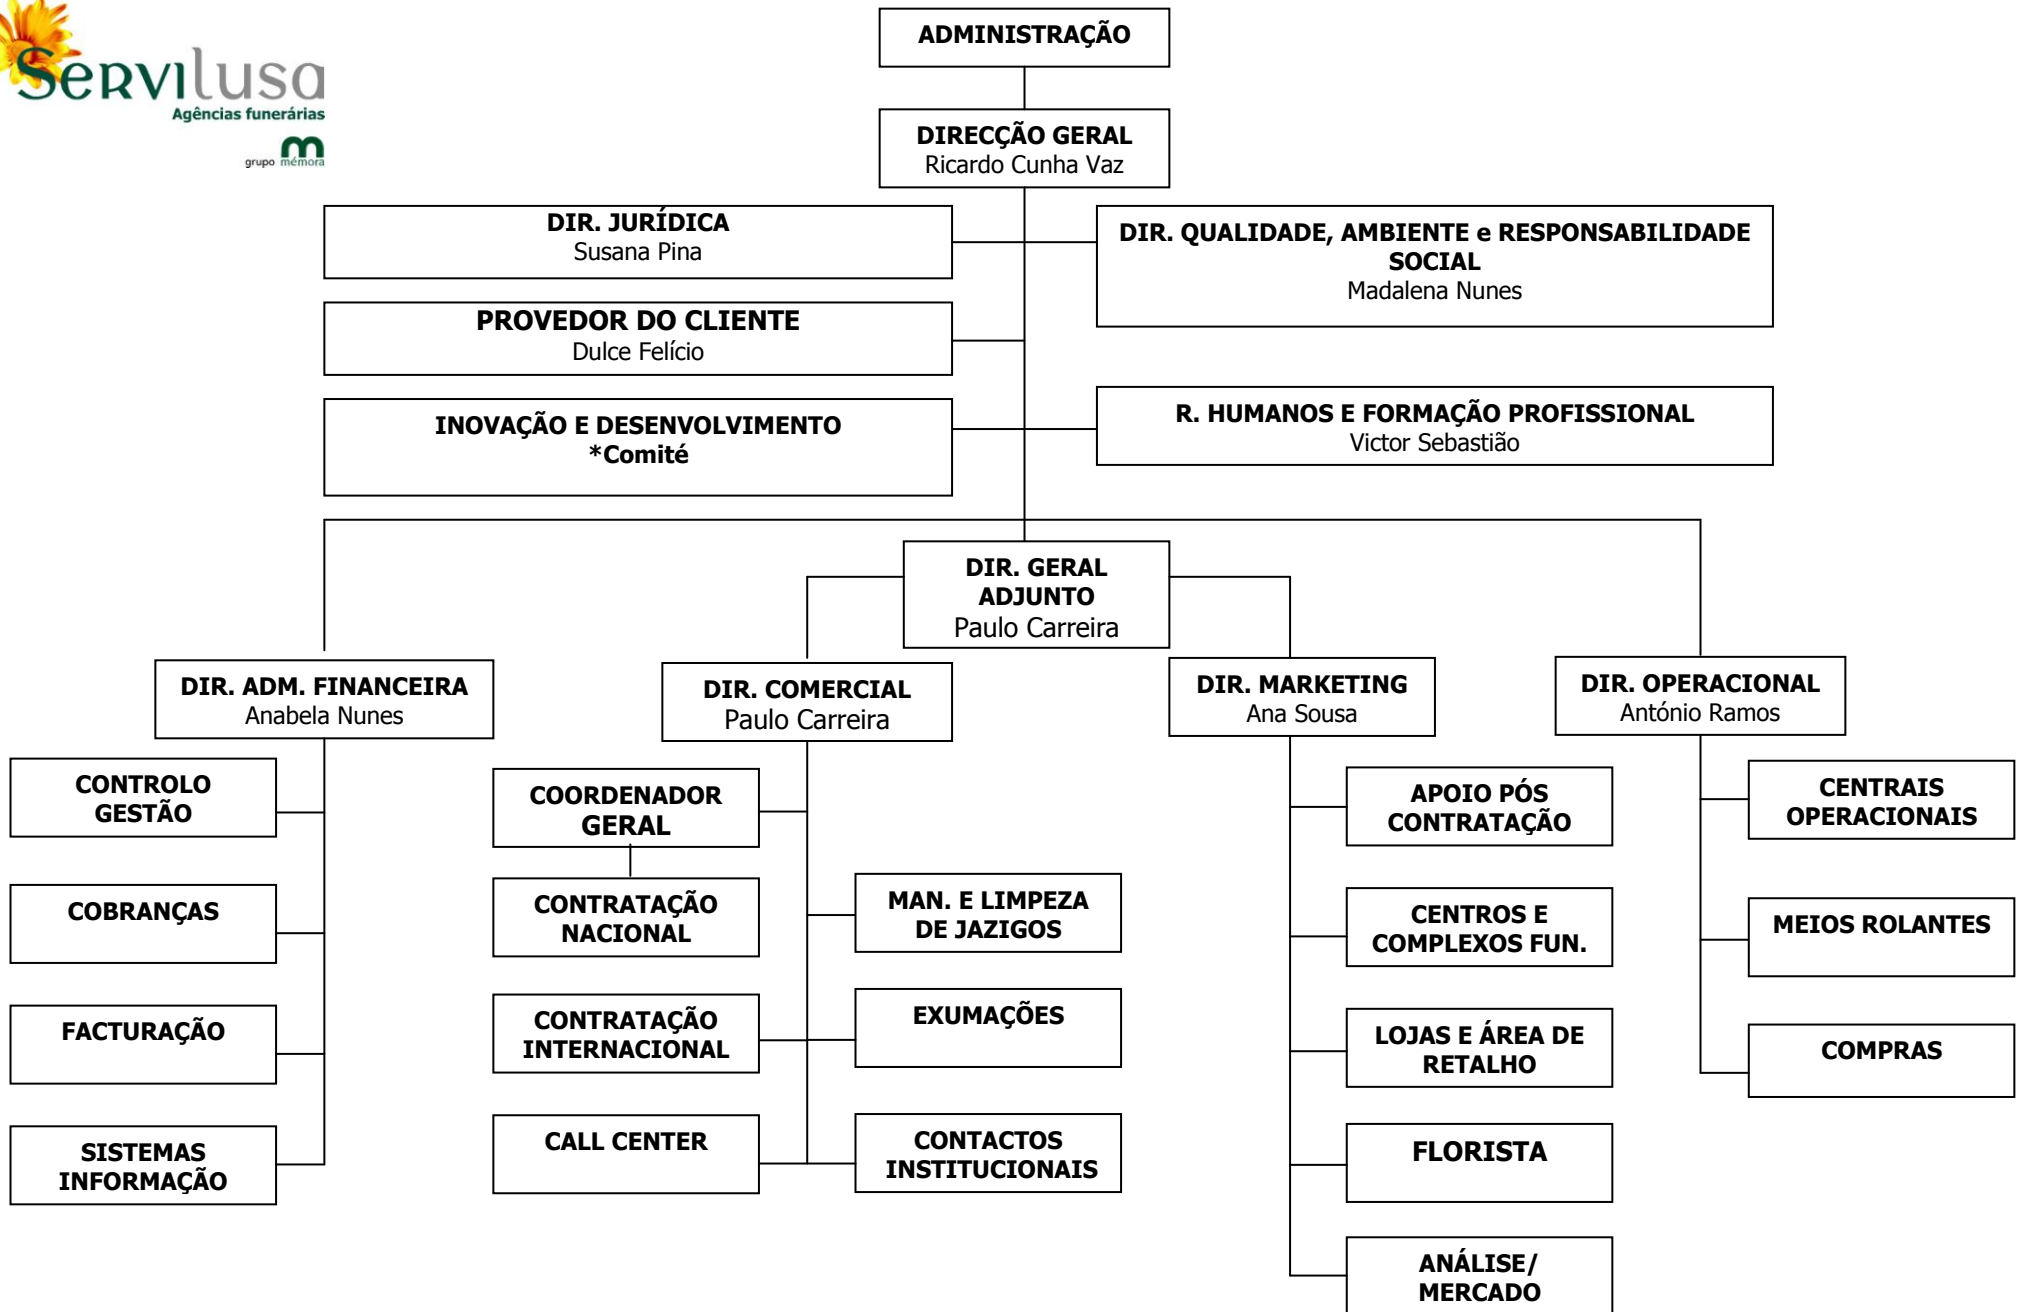 Servilusa
Agências funerárias
grupo mémora
ADMINISTRAÇÃO
DIRECÇÃO GERAL
Ricardo Cunha Vaz
DIR. JURÍDICA
Susana Pina
DIR. QUALIDADE, AMBIENTE e RESPONSABILIDADE
SOCIAL
Madalena Nunes
PROVEDOR DO CLIENTE
Dulce Felício
INOVAÇÃO E DESENVOLVIMENTO
*Comité
R. HUMANOS E FORMAÇÃO PROFISSIONAL
Victor Sebastião
DIR. GERAL
ADJUNTO
Paulo Carreira
DIR. ADM. FINANCEIRA
Anabela Nunes
DIR. COMERCIAL
Paulo Carreira
DIR. MARKETING
Ana Sousa
DIR. OPERACIONAL
António Ramos
CONTROLO
GESTÃO
COBRANÇAS
FACTURAÇÃO
SISTEMAS
INFORMAÇÃO
COORDENADOR
GERAL
CONTRATAÇÃO
NACIONAL
CONTRATAÇÃO
INTERNACIONAL
CALL CENTER
MAN. E LIMPEZA
DE JAZIGOS
EXUMAÇÕES
CONTACTOS
INSTITUCIONAIS
APOIO PÓS
CONTRATAÇÃO
CENTROS E
COMPLEXOS FUN.
LOJAS E ÁREA DE
RETALHO
FLORISTA
ANÁLISE/
MERCADO
CENTRAIS
OPERACIONAIS
MEIOS ROLANTES
COMPRAS